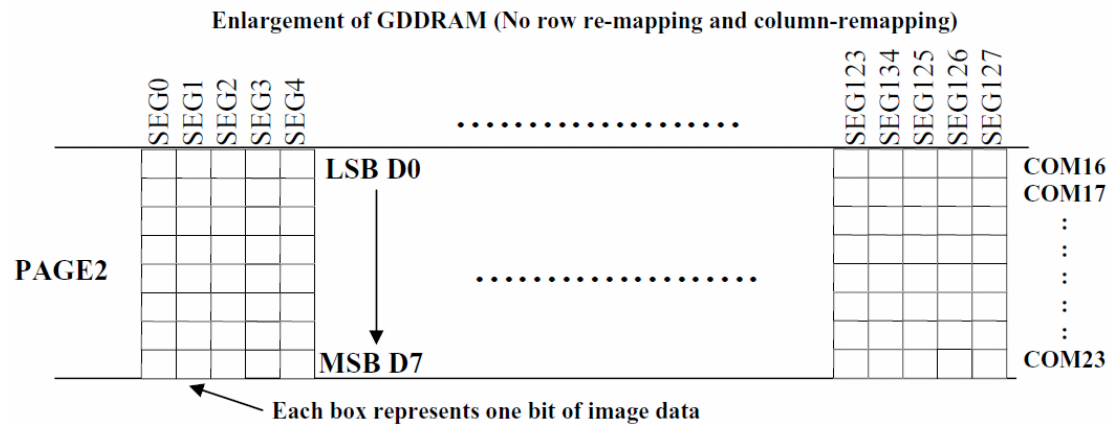 Enlargement of GDDRAM (No row re-mapping and column-remapping)
SEG0
SEG1
SEG2
SEG3
SEG4
....................
SEG123
SEG134
SEG125
SEG126
SEG127
LSB D0
COM16
COM17
:
:
:
:
:
PAGE2
....................
MSB D7
COM23
Each box represents one bit of image data